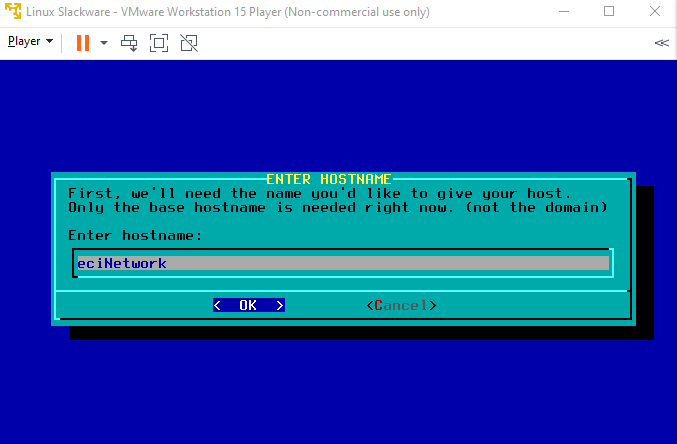 Linux Slackware - VMware Workstation 15 Player (Non-commercial use only)
Player
ENTER HOSTNAME
First, we'll need the name you'd like to give your host.
Only the base hostname is needed right now. (not the domain)
Enter hostname:
eciNetwork
<  OK  > <Cancel>